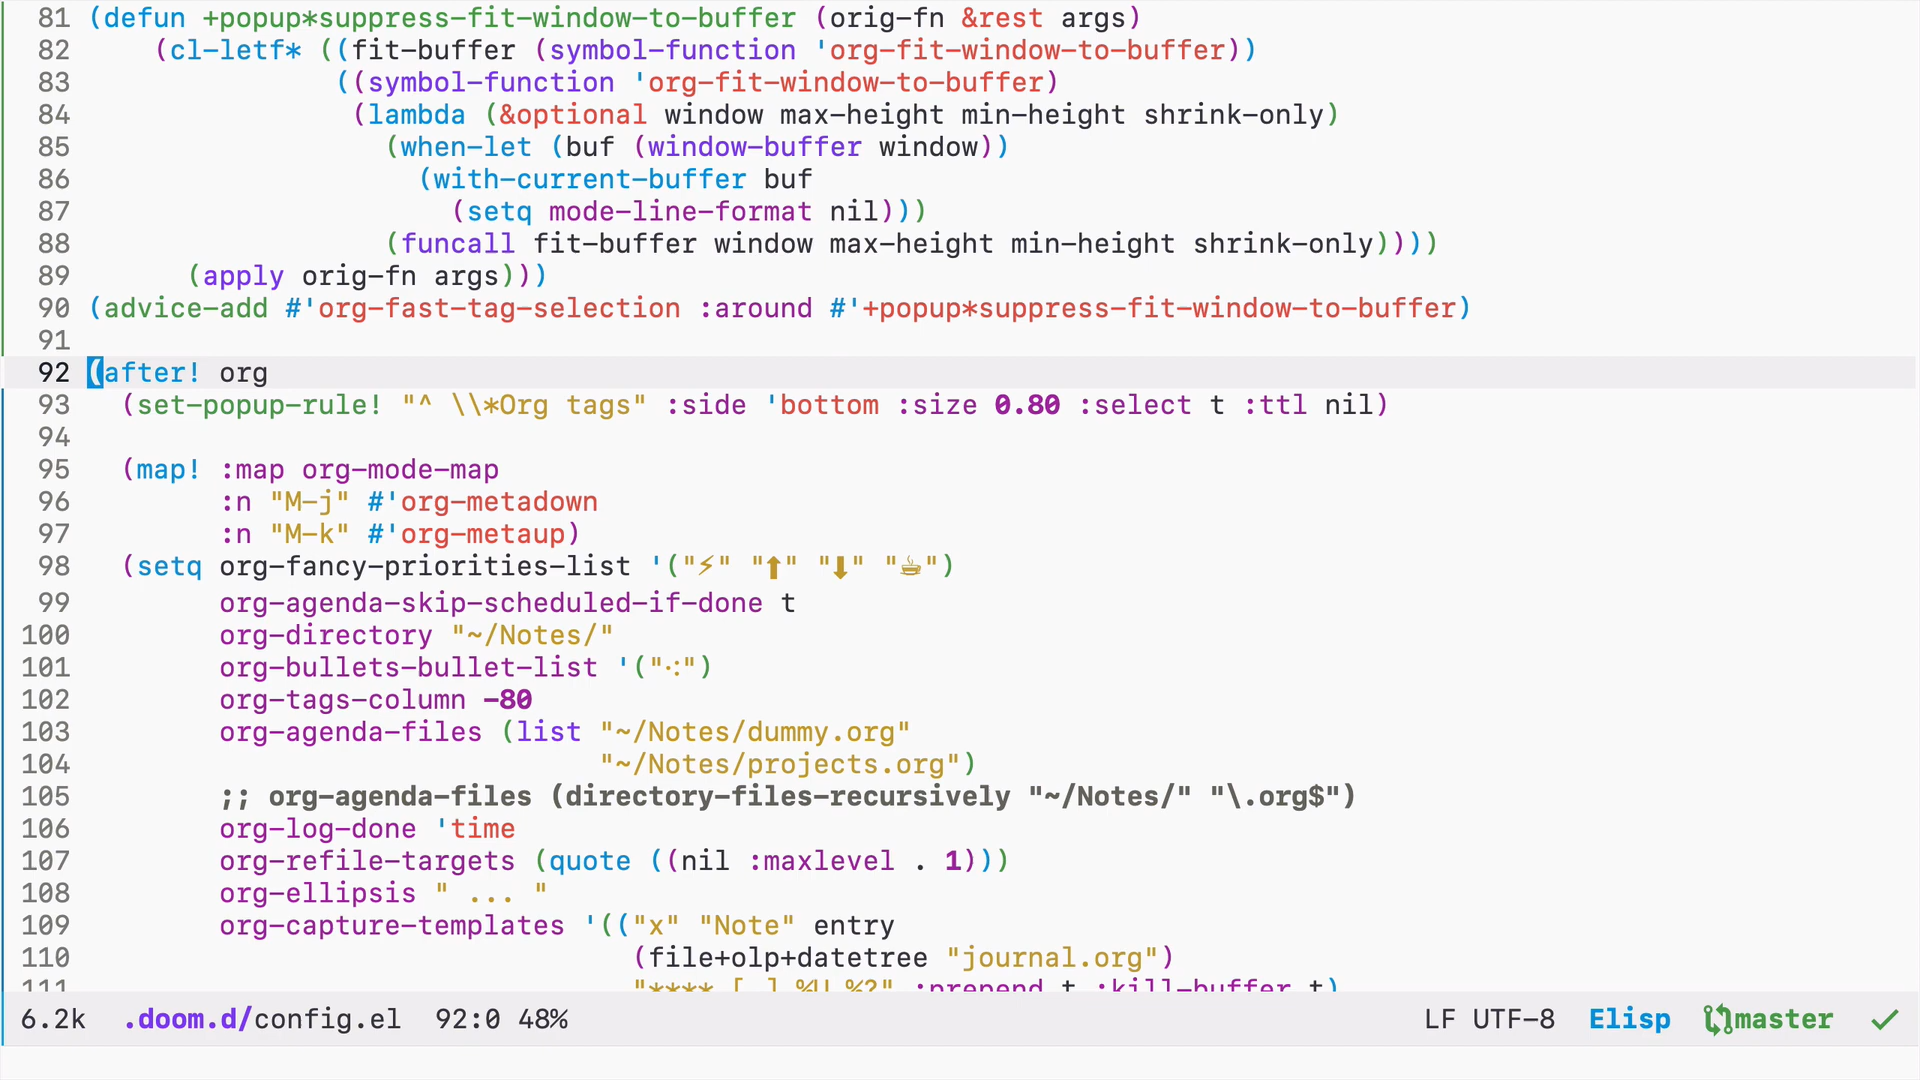 81 (defun +popup*suppress-fit-window-to-buffer (orig-fn &rest args)
82     (cl-letf* ((fit-buffer (symbol-function 'org-fit-window-to-buffer))
83                ((symbol-function 'org-fit-window-to-buffer)
84                 (lambda (&optional window max-height min-height shrink-only)
85                   (when-let (buf (window-buffer window))
86                     (with-current-buffer buf
87                       (setq mode-line-format nil)))
88                   (funcall fit-buffer window max-height min-height shrink-only))))
89       (apply orig-fn args)))
90 (advice-add #'org-fast-tag-selection :around #'+popup*suppress-fit-window-to-buffer)
91
92 (after! org
93   (set-popup-rule! "^ \\*Org tags" :side 'bottom :size 0.80 :select t :ttl nil)
94
95   (map! :map org-mode-map
96         :n "M-j" #'org-metadown
97         :n "M-k" #'org-metaup)
98   (setq org-fancy-priorities-list '("⚡" "⬆" "⬇" "☕")
99         org-agenda-skip-scheduled-if-done t
100         org-directory "~/Notes/"
101         org-bullets-bullet-list '("⁖")
102         org-tags-column -80
103         org-agenda-files (list "~/Notes/dummy.org"
104                                "~/Notes/projects.org")
105         ;; org-agenda-files (directory-files-recursively "~/Notes/" "\.org$")
106         org-log-done 'time
107         org-refile-targets (quote ((nil :maxlevel . 1)))
108         org-ellipsis " ... "
109         org-capture-templates '(("x" "Note" entry
110                                  (file+olp+datetree "journal.org")
111                                  "**** [ ] %U %?" :prepend t :kill-buffer t)
6.2k .doom.d/config.el 92:0 48% LF UTF-8 Elisp master ✓